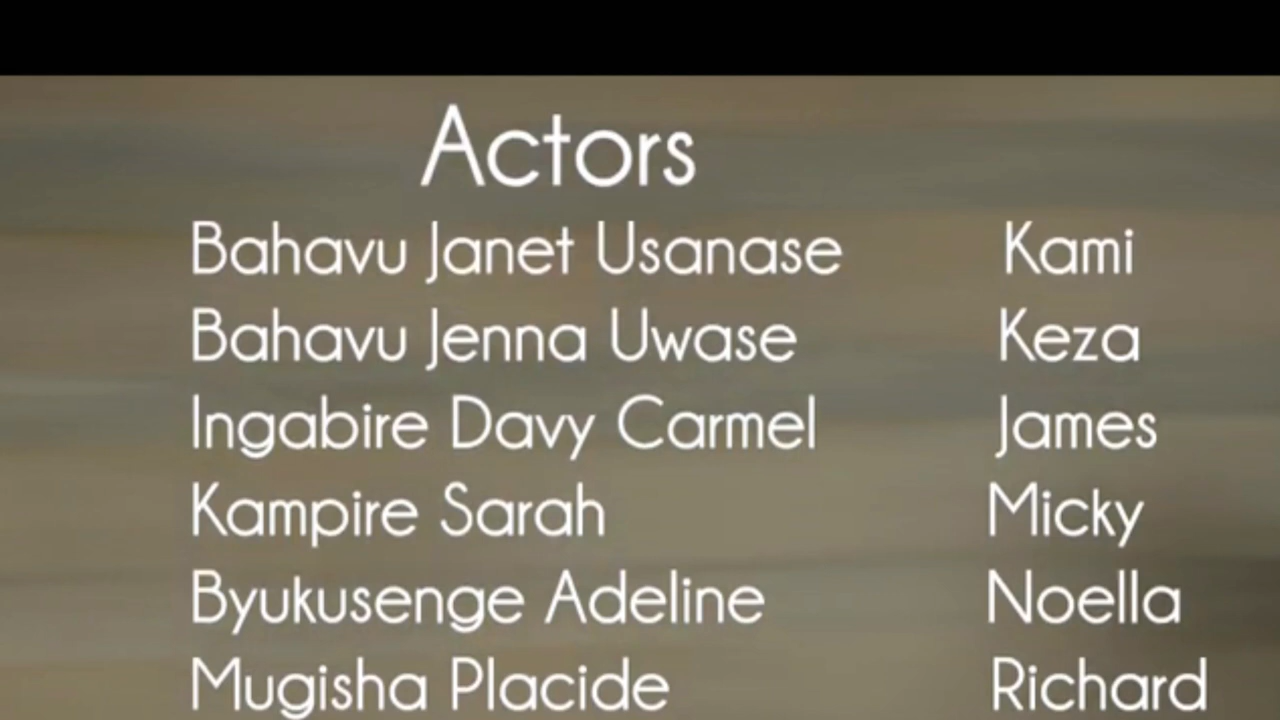 Actors
Bahavu Janet Usanase Kami
Bahavu Jenna Uwase Keza
Ingabire Davy Carmel James
Kampire Sarah Micky
Byukusenge Adeline Noella
Mugisha Placide Richard